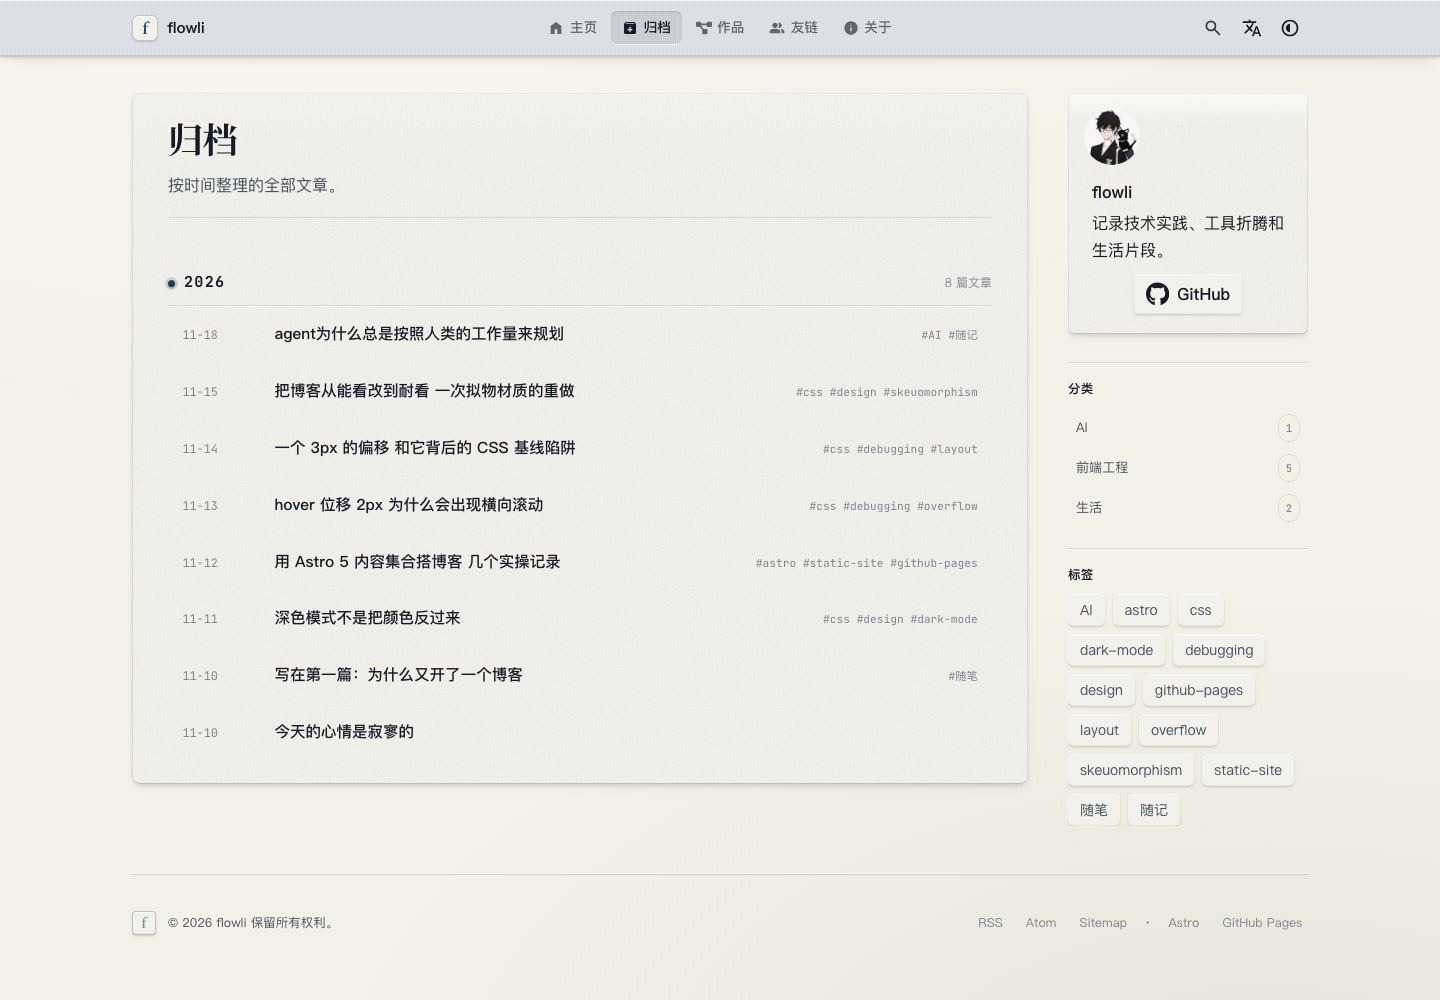 f flowli 主页 归档 作品 友链 关于
归档
按时间整理的全部文章。
2026 8 篇文章
11-18 agent为什么总是按照人类的工作量来规划 #AI #随记
11-15 把博客从能看改到耐看 一次拟物材质的重做 #css #design #skeuomorphism
11-14 一个 3px 的偏移 和它背后的 CSS 基线陷阱 #css #debugging #layout
11-13 hover 位移 2px 为什么会出现横向滚动 #css #debugging #overflow
11-12 用 Astro 5 内容集合搭博客 几个实操记录 #astro #static-site #github-pages
11-11 深色模式不是把颜色反过来 #css #design #dark-mode
11-10 写在第一篇：为什么又开了一个博客 #随笔
11-10 今天的心情是寂寥的
flowli
记录技术实践、工具折腾和
生活片段。
GitHub
分类
AI 1
前端工程 5
生活 2
标签
AI astro css
dark-mode debugging
design github-pages
layout overflow
skeuomorphism static-site
随笔 随记
f © 2026 flowli 保留所有权利。 RSS Atom Sitemap · Astro GitHub Pages